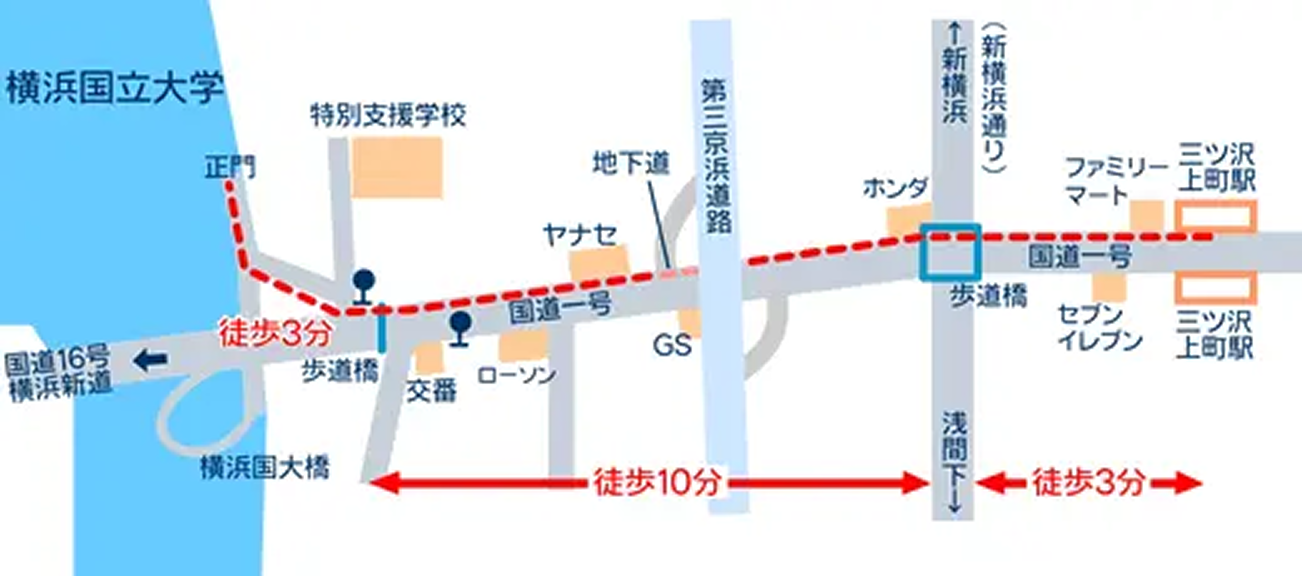 横浜国立大学
正門
特別支援学校
地下道
ヤナセ
第三京浜道路
ホンダ
↑新横浜
（新横浜通り）
ファミリー
マート
三ツ沢
上町駅
国道一号
国道一号
歩道橋
セブン
イレブン
三ツ沢
上町駅
徒歩3分
国道16号
横浜新道
←
歩道橋
交番
ローソン
GS
横浜国大橋
浅間下↓
徒歩10分
徒歩3分